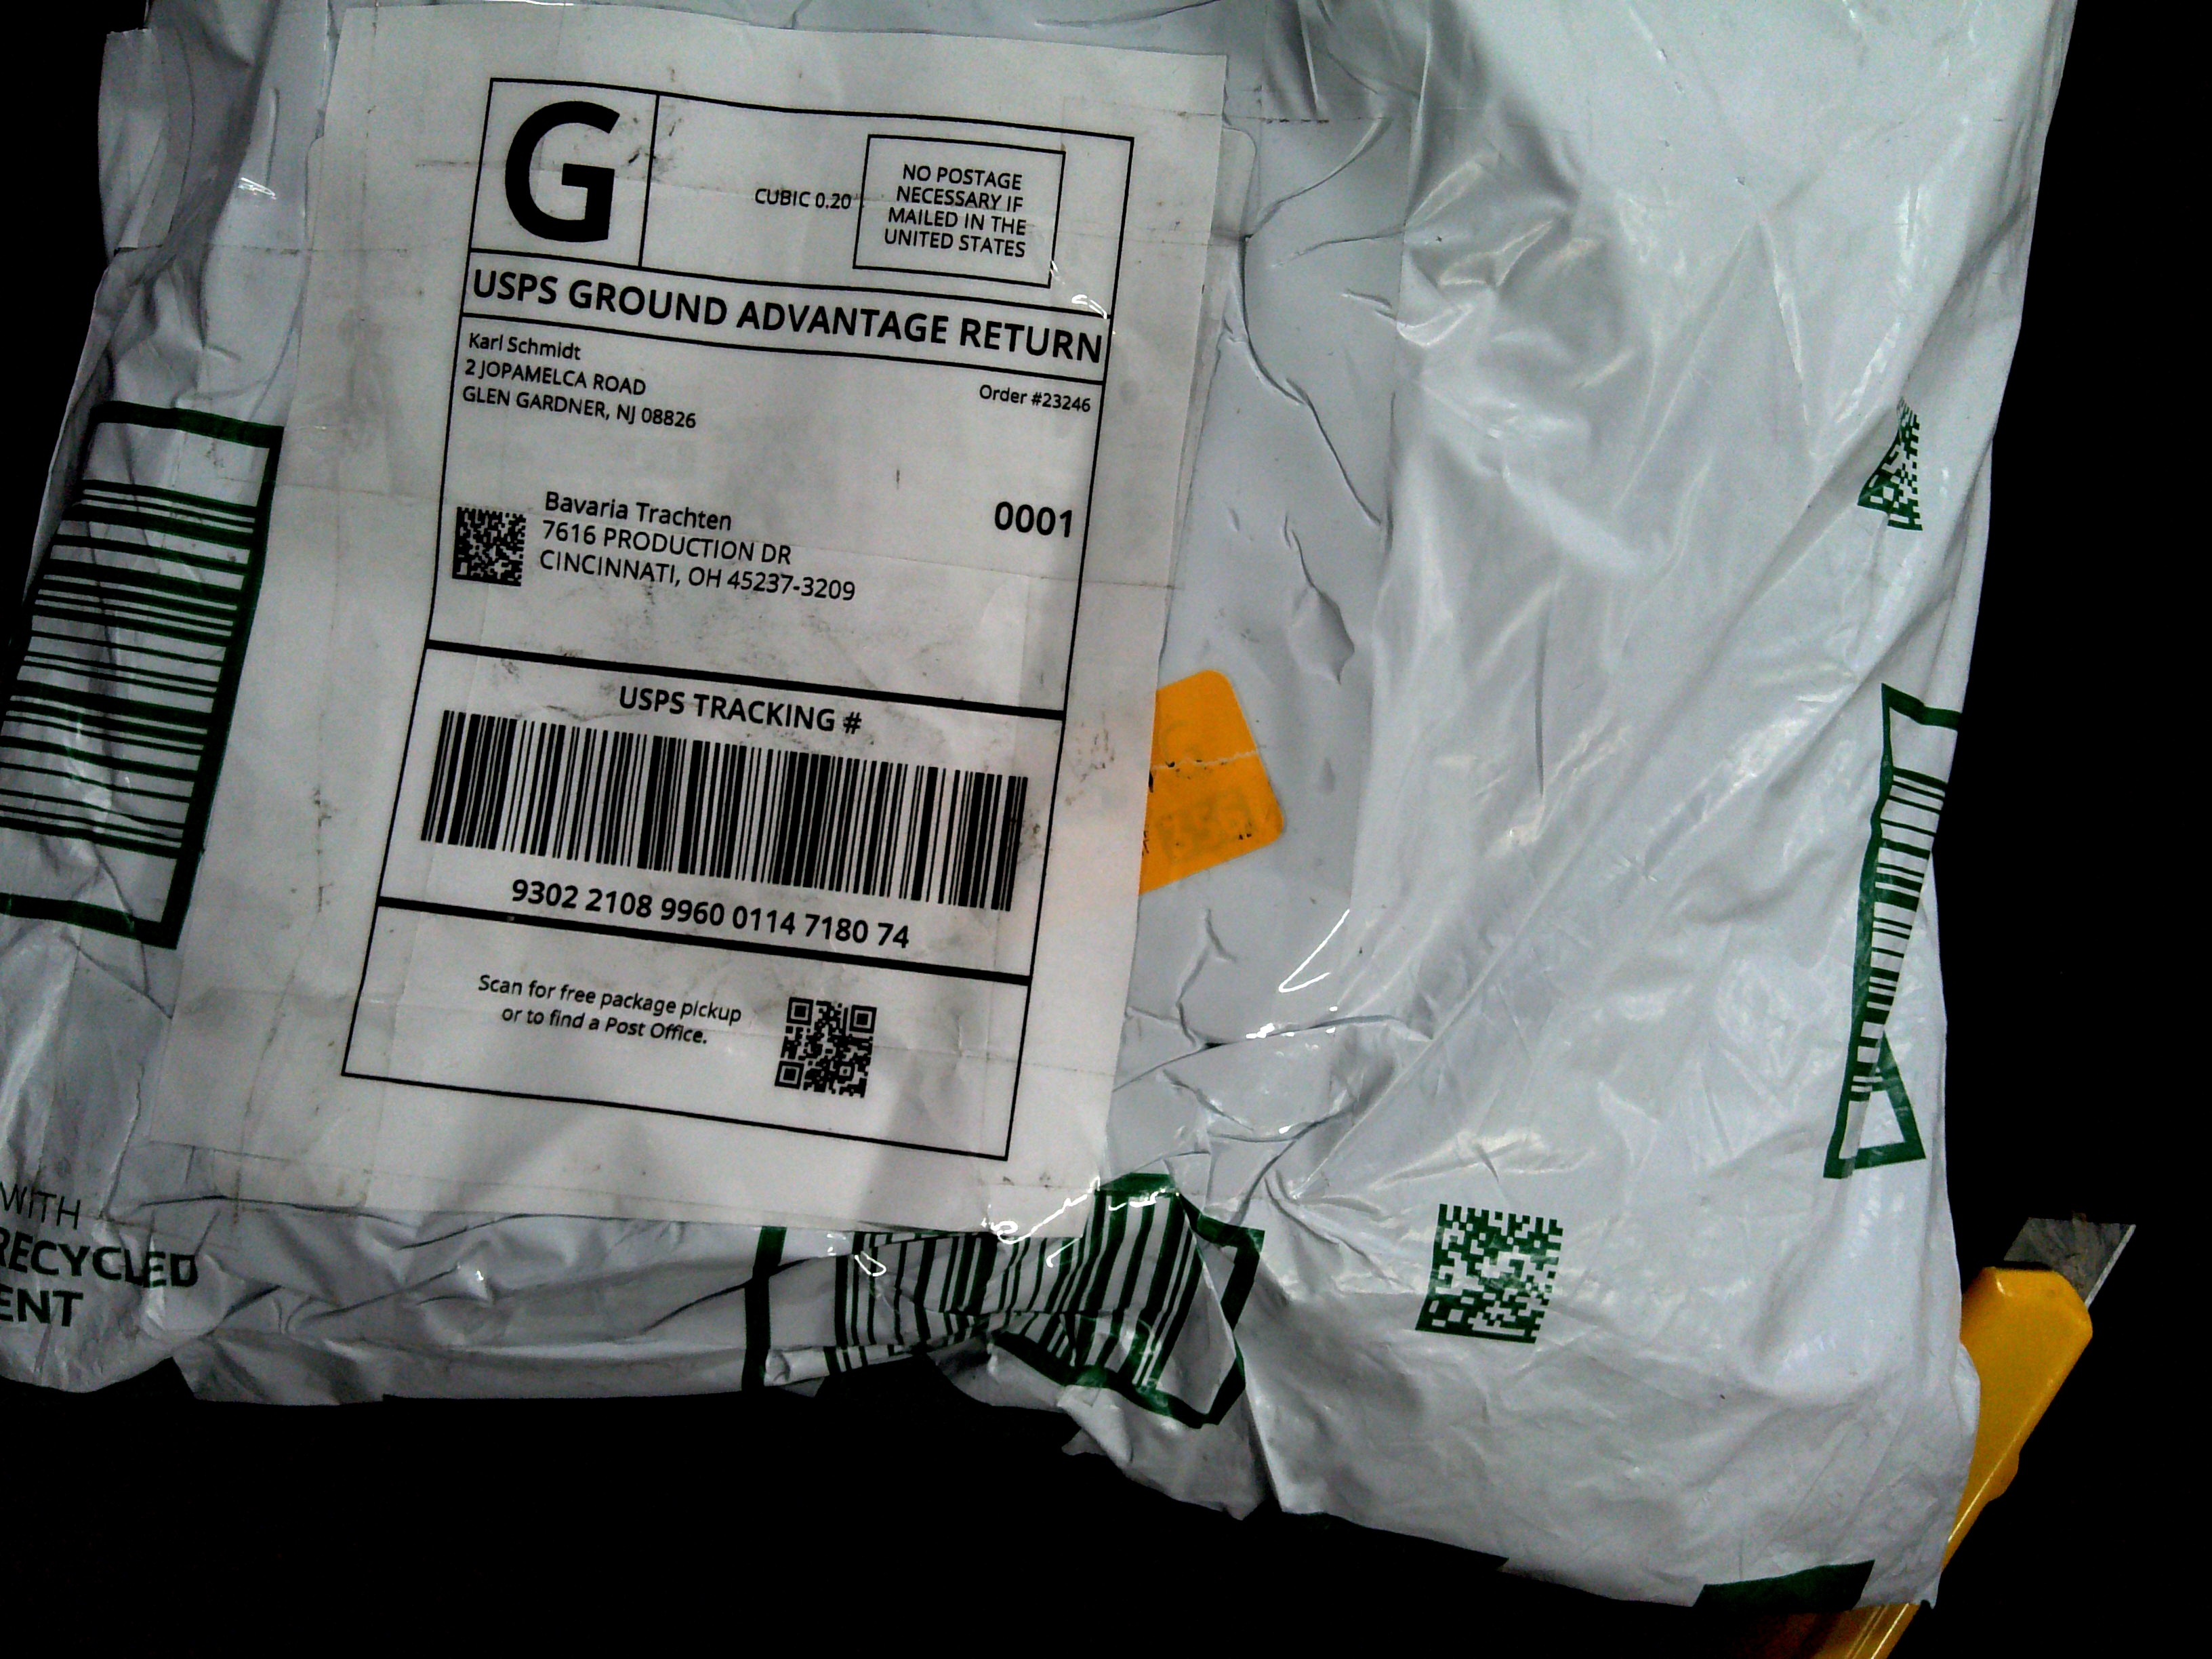 G
CUBIC 0.20
NO POSTAGE
NECESSARY IF
MAILED IN THE
UNITED STATES
USPS GROUND ADVANTAGE RETURN
Karl Schmidt
2 JOPAMELCA ROAD
GLEN GARDNER, NJ 08826
Order #23246
0001
Bavaria Trachten
7616 PRODUCTION DR
CINCINNATI, OH 45237-3209
USPS TRACKING #
9302 2108 9960 0114 7180 74
Scan for free package pickup
or to find a Post Office.
WITH
RECYCLED